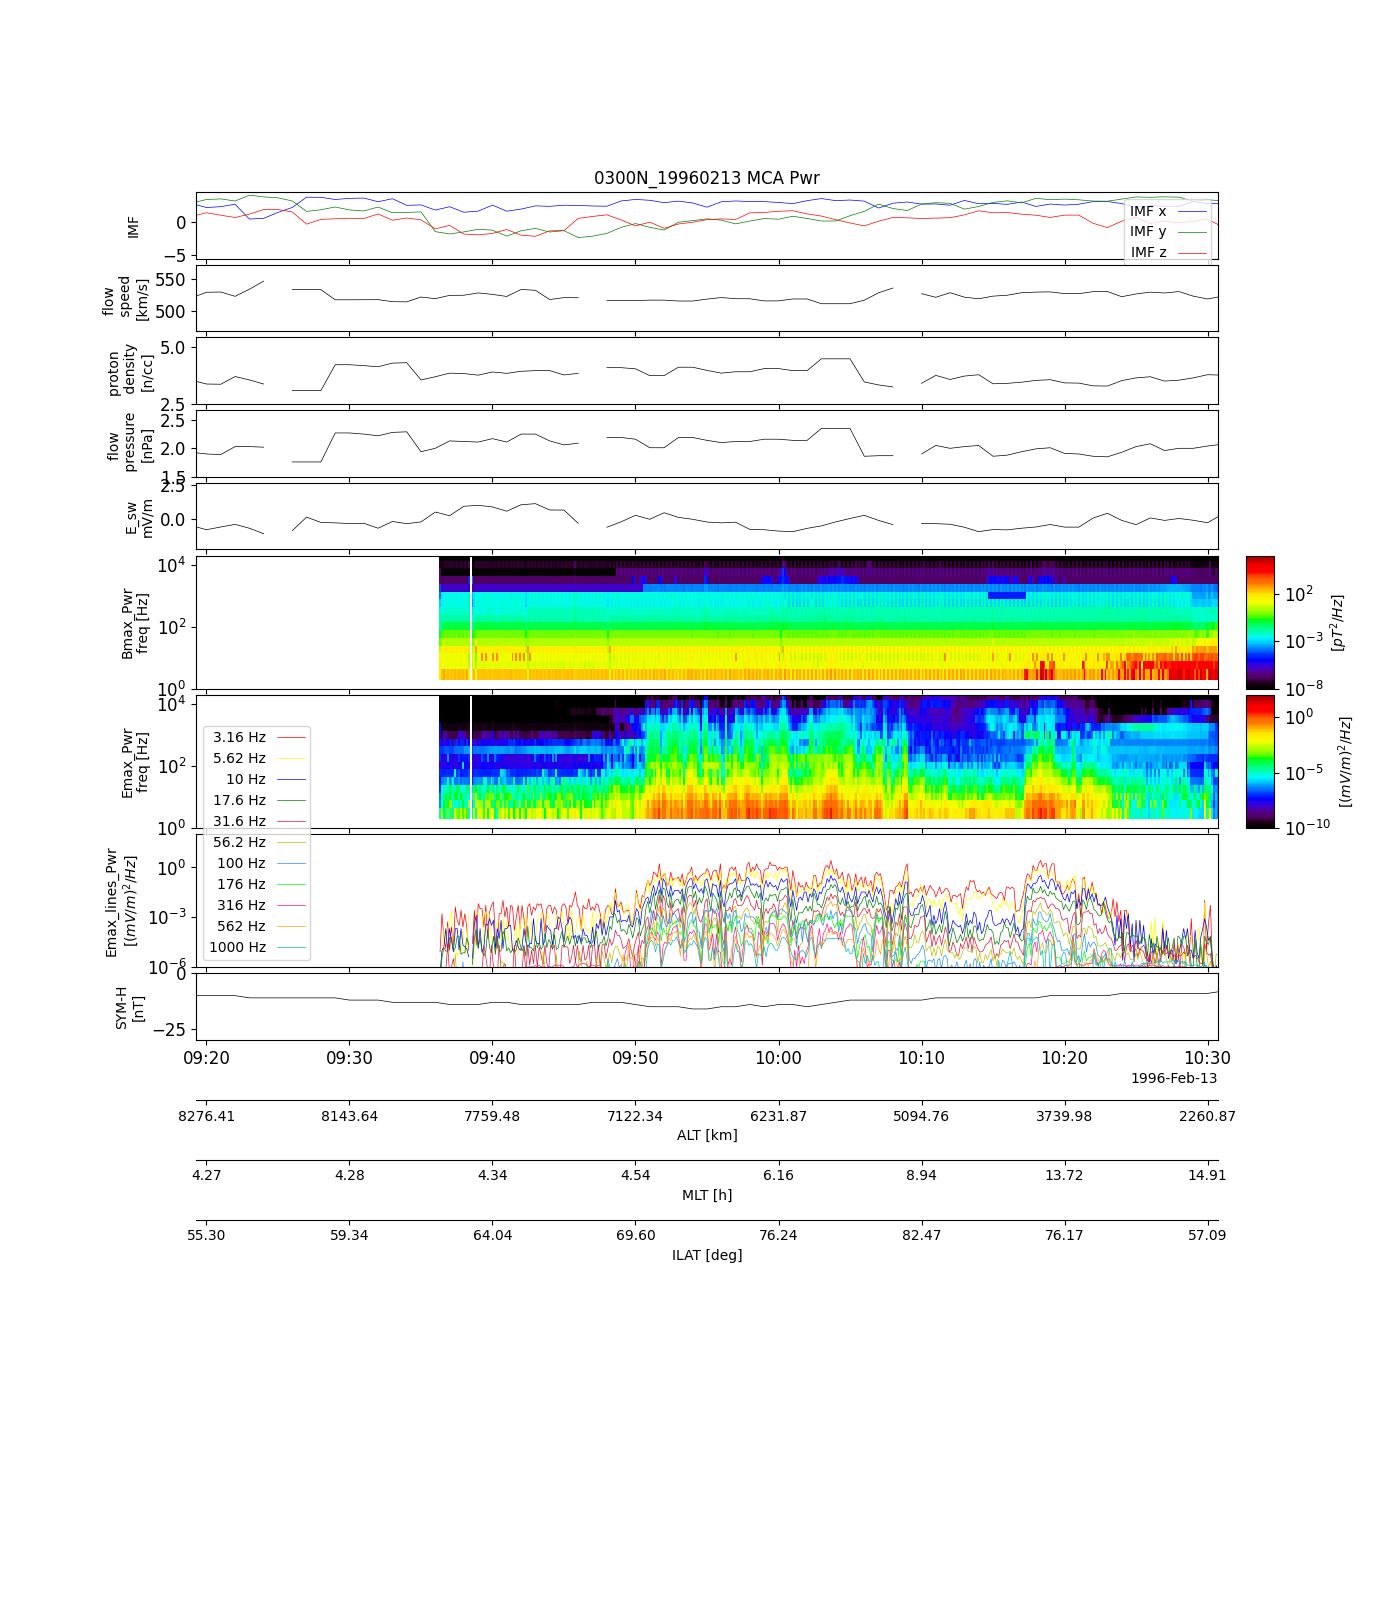 0300N_19960213 MCA Pwr
IMF
0
−5
IMF x
IMF y
IMF z
flow
speed
[km/s]
550
500
proton
density
[n/cc]
5.0
2.5
flow
pressure
[nPa]
2.5
2.0
1.5
E_sw
mV/m
2.5
0.0
Bmax_Pwr
freq [Hz]
10^4
10^2
10^0
10^2
10^−3
10^−8
[pT^2/Hz]
Emax_Pwr
freq [Hz]
10^4
10^2
10^0
10^0
10^−5
10^−10
[(mV/m)^2/Hz]
3.16 Hz
5.62 Hz
10 Hz
17.6 Hz
31.6 Hz
56.2 Hz
100 Hz
176 Hz
316 Hz
562 Hz
1000 Hz
Emax_lines_Pwr
[(mV/m)^2/Hz]
10^0
10^−3
10^−6
SYM-H
[nT]
0
−25
09:20 09:30 09:40 09:50 10:00 10:10 10:20 10:30
1996-Feb-13
8276.41 8143.64 7759.48 7122.34 6231.87 5094.76 3739.98 2260.87
ALT [km]
4.27 4.28 4.34 4.54 6.16 8.94 13.72 14.91
MLT [h]
55.30 59.34 64.04 69.60 76.24 82.47 76.17 57.09
ILAT [deg]